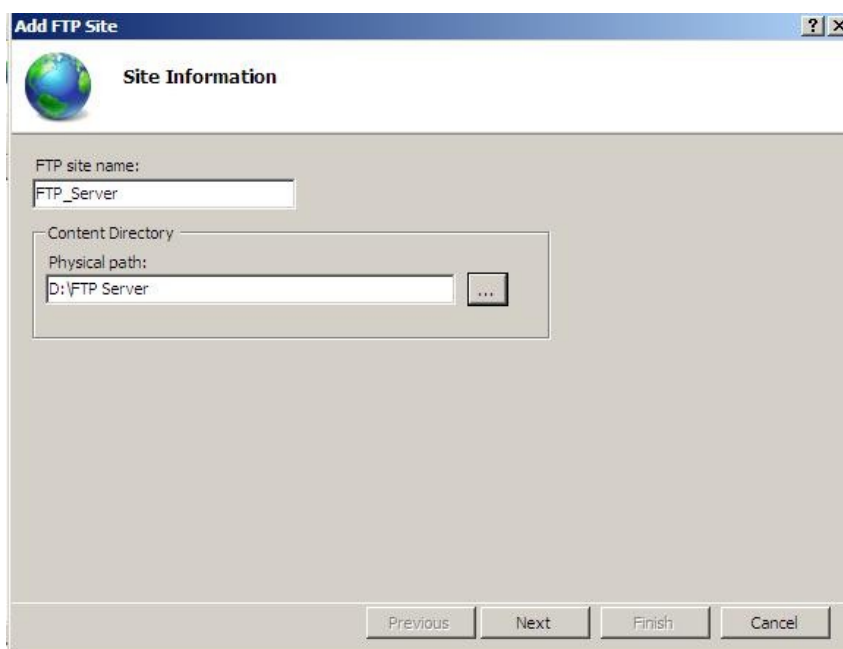 Add FTP Site
?
Site Information
FTP site name:
FTP_Server
Content Directory
Physical path:
D:\FTP Server
...
Previous Next Finish Cancel